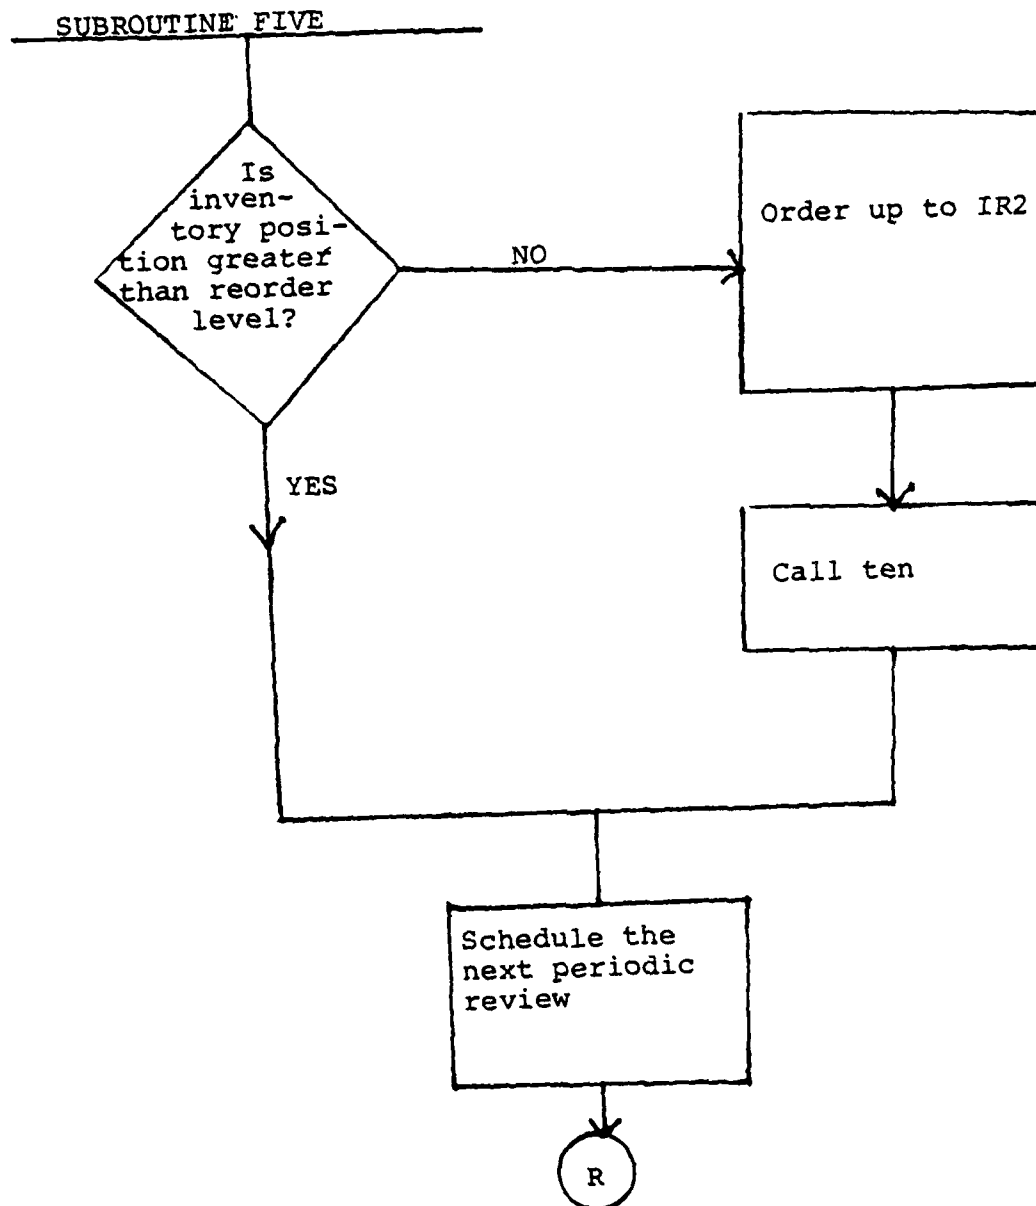 SUBROUTINE FIVE
Is
inven-
tory posi-
tion greater
than reorder
level?
NO
Order up to IR2
YES
Call ten
Schedule the
next periodic
review
R